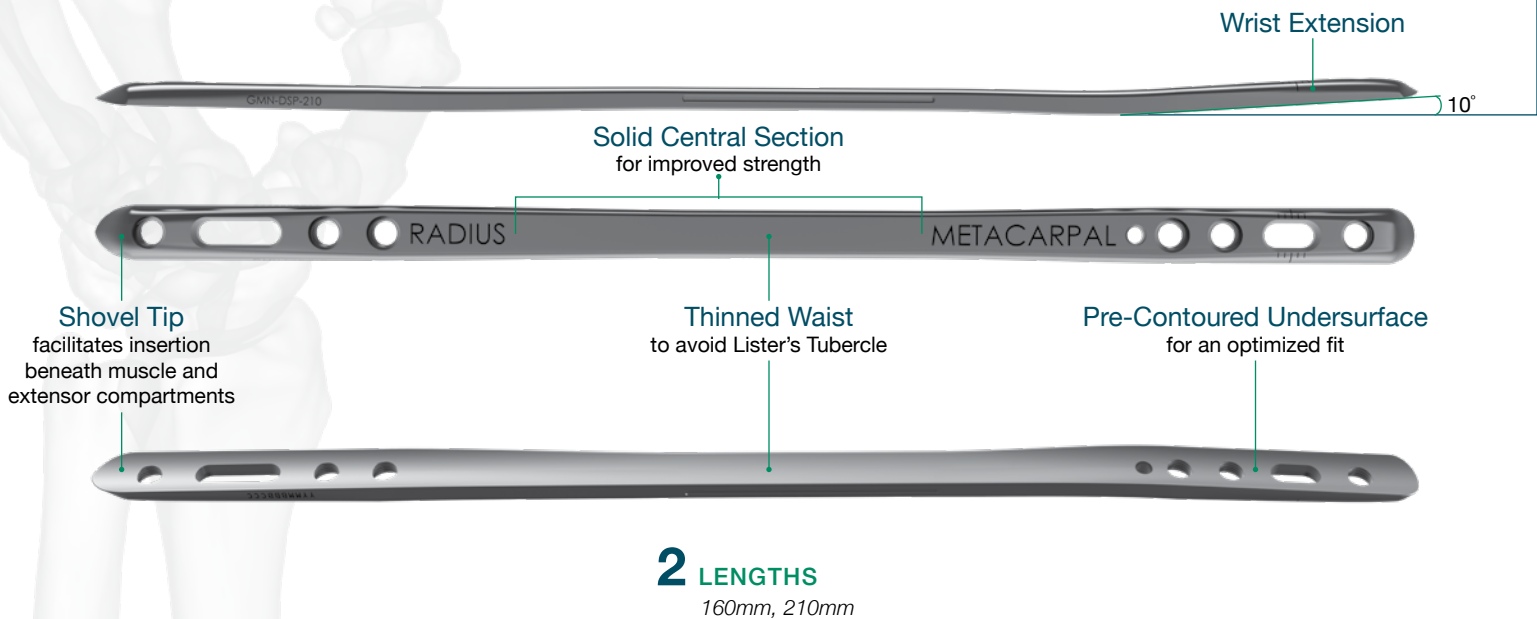 Wrist Extension
GMN-DSP-210
10°
Solid Central Section
for improved strength
RADIUS
METACARPAL
Shovel Tip
facilitates insertion
beneath muscle and
extensor compartments
Thinned Waist
to avoid Lister's Tubercle
Pre-Contoured Undersurface
for an optimized fit
2 LENGTHS
160mm, 210mm